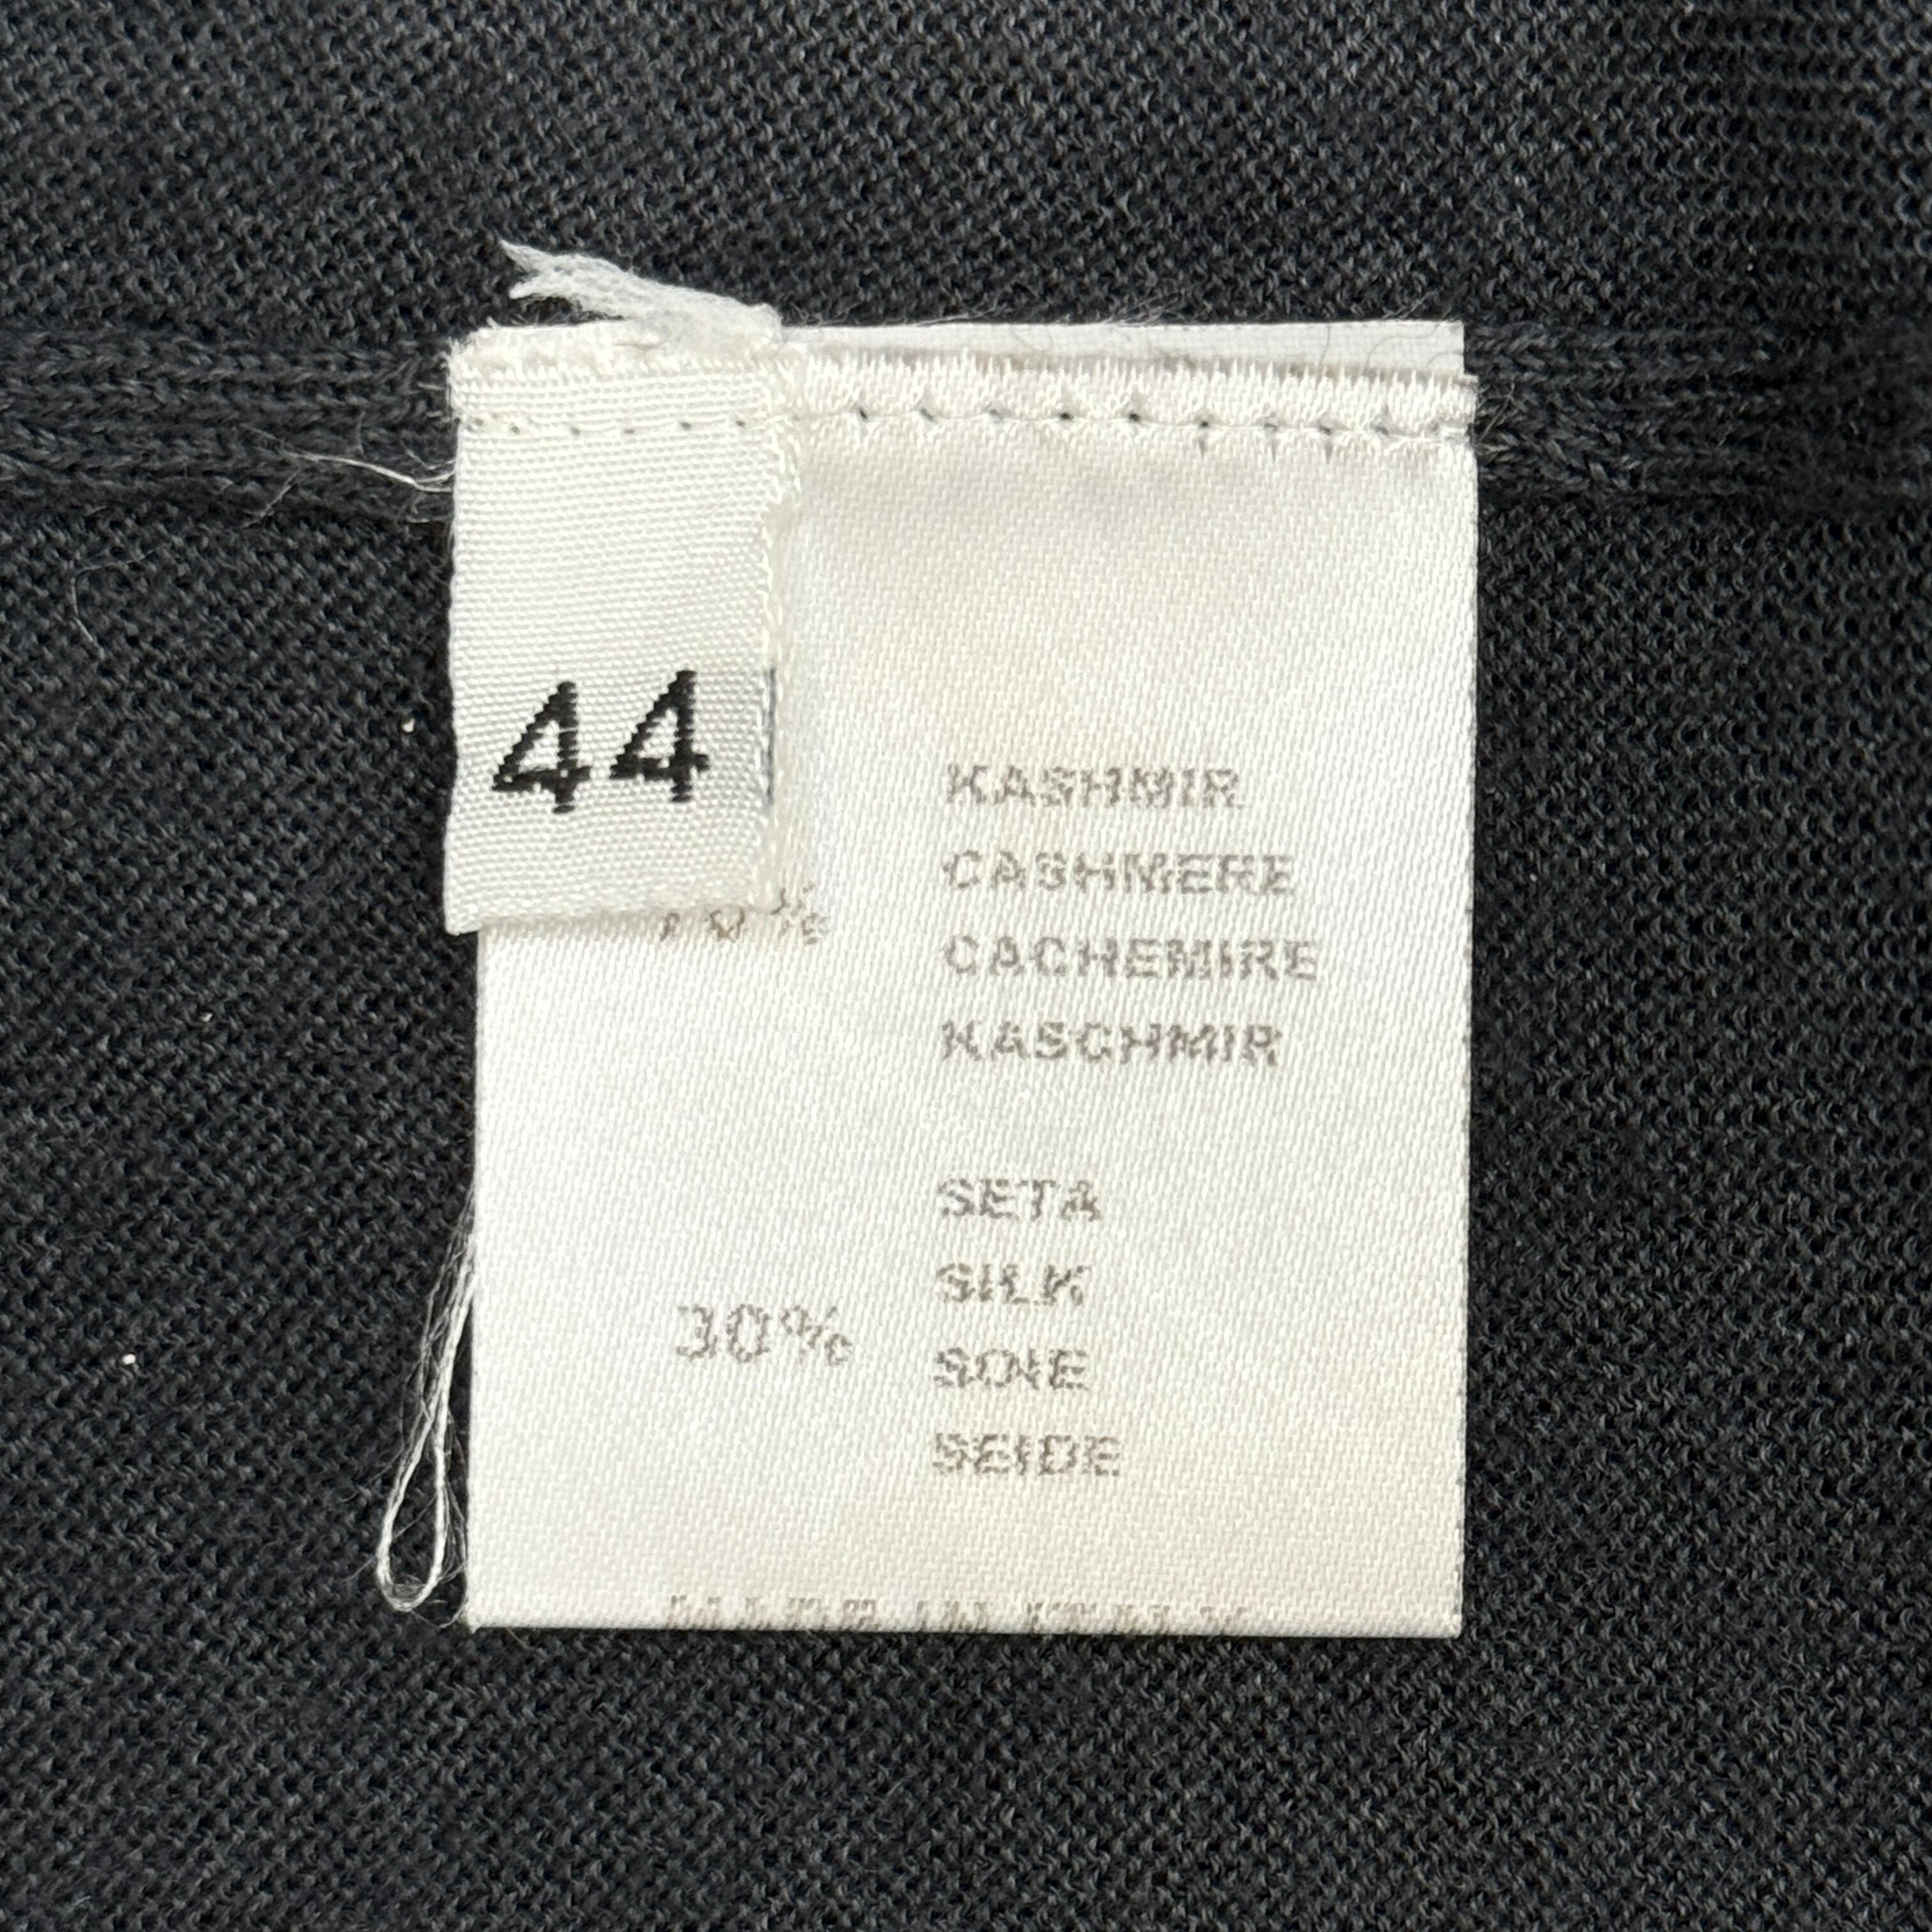 44
KASHMIR
CASHMERE
CACHEMIRE
KASCHMIR
SETA
SILK
30%
SOIE
SEIDE